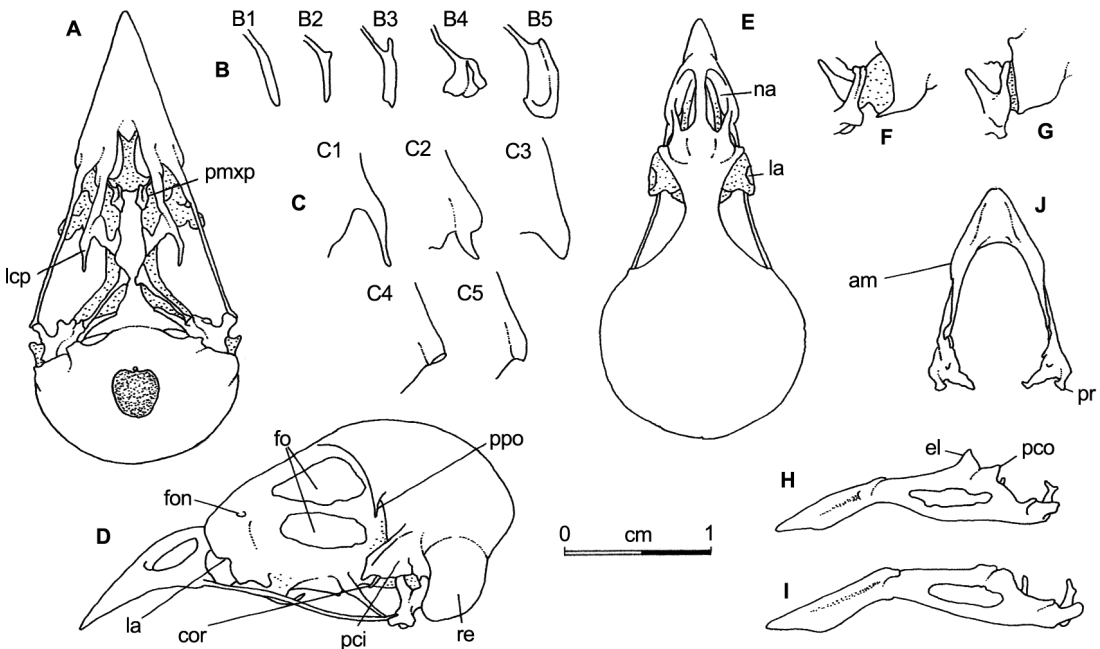 A
B
B1 B2 B3 B4 B5
E
na
F
G
pmxp
C
C1 C2 C3
la
J
lcp
C4 C5
am
pr
fo
ppo
fon
D
el pco
H
0 cm 1
I
la
cor
pci
re